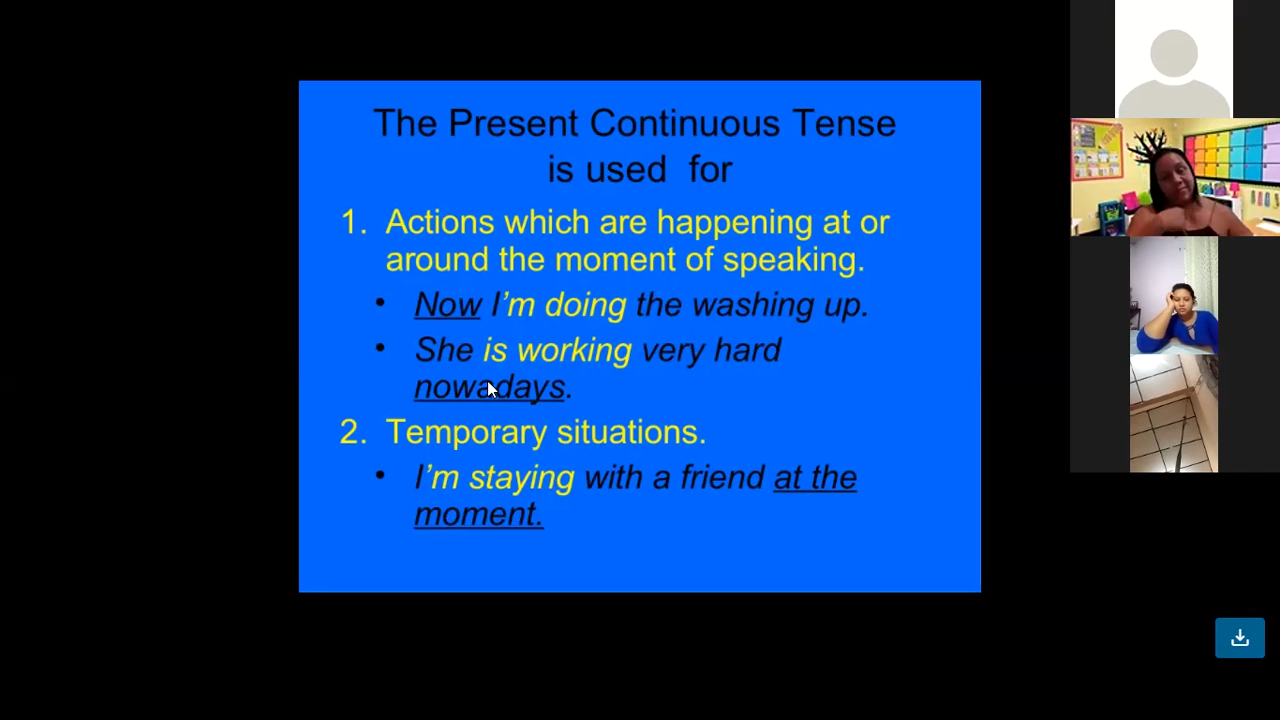 The Present Continuous Tense
is used for
1. Actions which are happening at or
around the moment of speaking.
• Now I'm doing the washing up.
• She is working very hard
nowadays.
2. Temporary situations.
• I'm staying with a friend at the
moment.